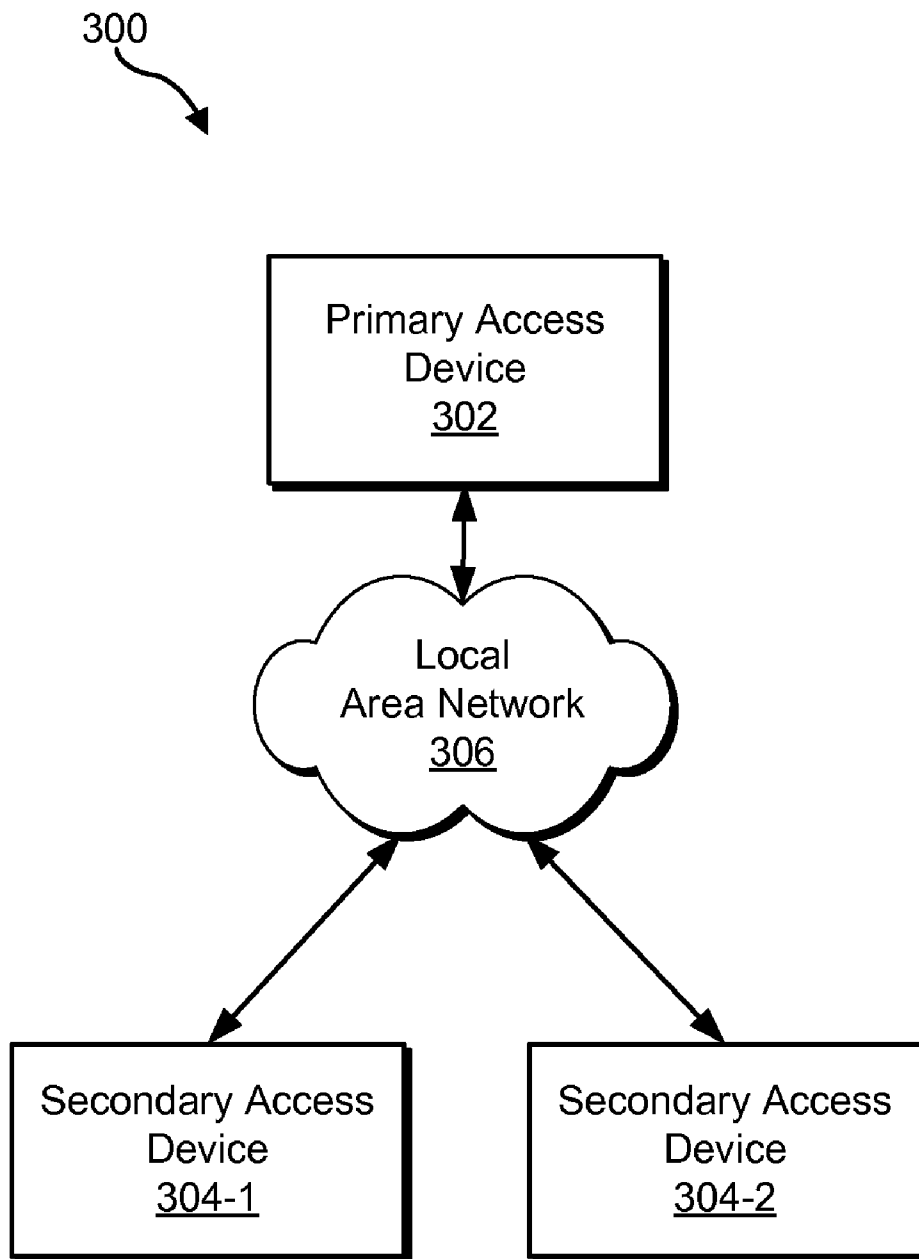 300
Primary Access
Device
302
Local
Area Network
306
Secondary Access
Device
304-1
Secondary Access
Device
304-2